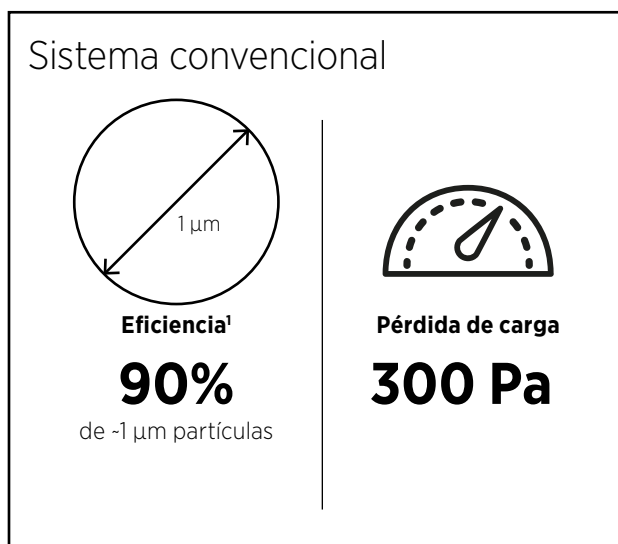 Sistema convencional
1 μm
Eficiencia¹
90%
de ~1 μm partículas
Pérdida de carga
300 Pa